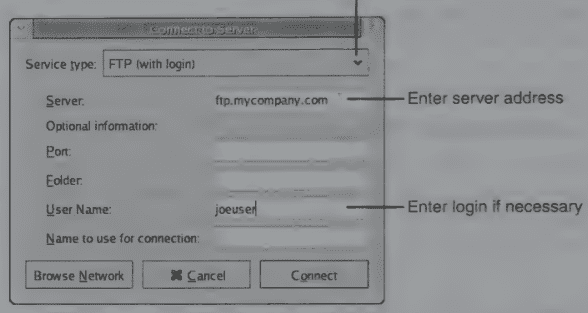 Connect to Server
Service type: FTP (with login)
Server: ftp.mycompany.com
Enter server address
Optional information:
Port:
Folder:
User Name: joeuser
Enter login if necessary
Name to use for connection:
Browse Network
Cancel
Connect